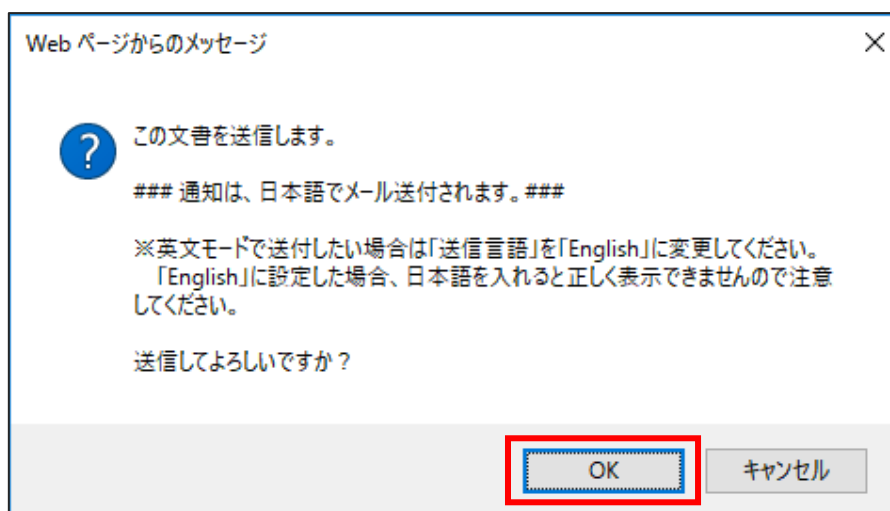 Web ページからのメッセージ
?
この文書を送信します。
### 通知は、日本語でメール送付されます。###
※英文モードで送付したい場合は「送信言語」を「English」に変更してください。
「English」に設定した場合、日本語を入れると正しく表示できませんので注意
してください。
送信してよろしいですか？
OK キャンセル